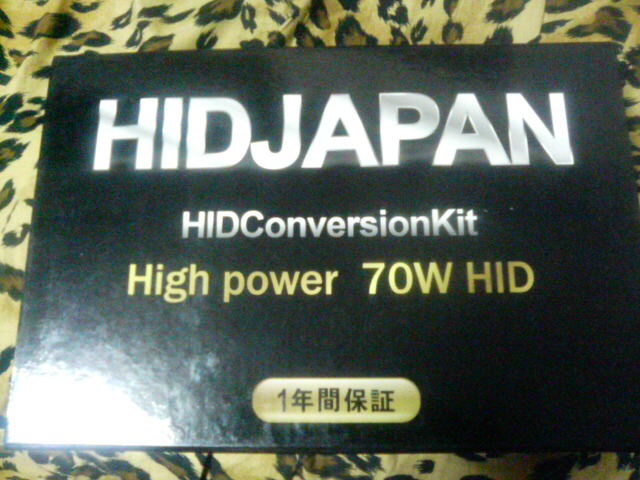 HIDJAPAN
HIDConversionKit
High power 70W HID
1年間保証